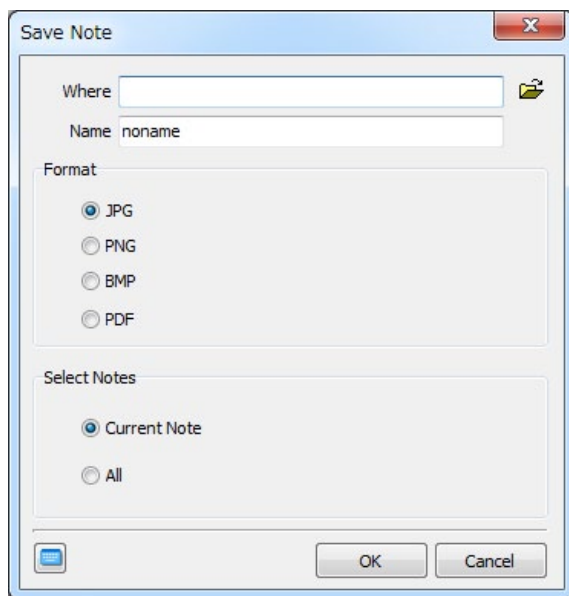 Save Note
Where
Name noname
Format
JPG
PNG
BMP
PDF
Select Notes
Current Note
All
OK Cancel